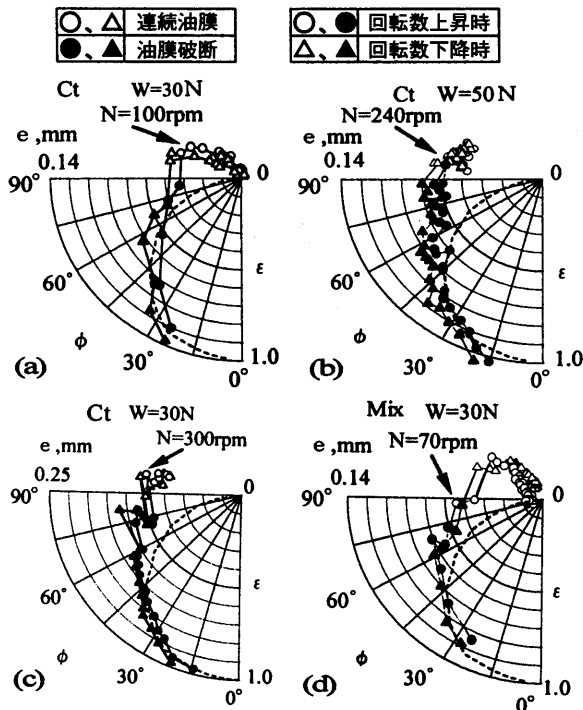 ○、△ 連続油膜
●、▲ 油膜破断
○、● 回転数上昇時
△、▲ 回転数下降時
Ct W=30N
N=100rpm
e ,mm
0.14
0
90°
60°
ε
φ
30°
1.0
0°
(a)
Ct W=50N
N=240rpm
e ,mm
0.14
0
90°
60°
ε
φ
30°
1.0
0°
(b)
Ct W=30N
N=300rpm
e ,mm
0.25
0
90°
60°
ε
φ
30°
1.0
0°
(c)
Mix W=30N
N=70rpm
e ,mm
0.14
0
90°
60°
ε
φ
30°
1.0
0°
(d)